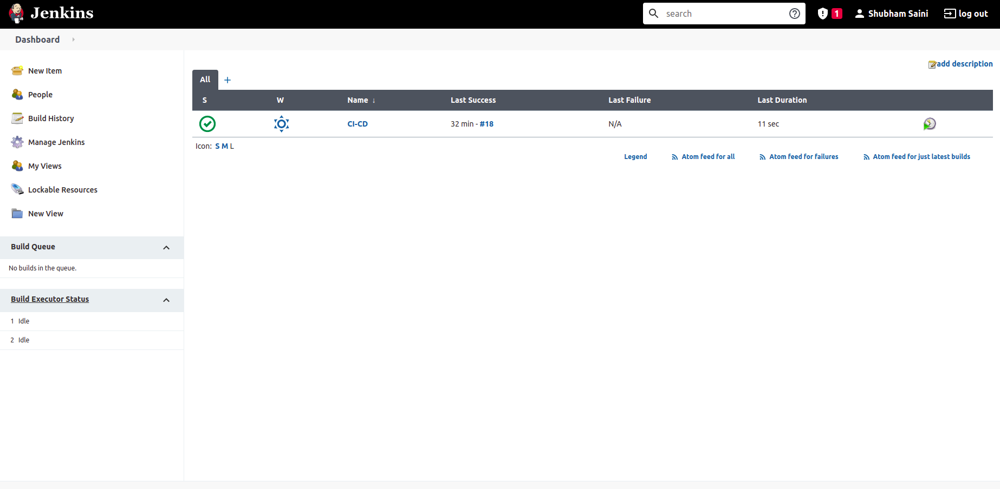 Jenkins
search
1
Shubham Saini
log out
Dashboard
New Item
People
Build History
Manage Jenkins
My Views
Lockable Resources
New View
Build Queue
No builds in the queue.
Build Executor Status
1 Idle
2 Idle
add description
All +
S W Name ↓ Last Success Last Failure Last Duration
CI-CD 32 min - #18 N/A 11 sec
Icon: S M L
Legend Atom feed for all Atom feed for failures Atom feed for just latest builds